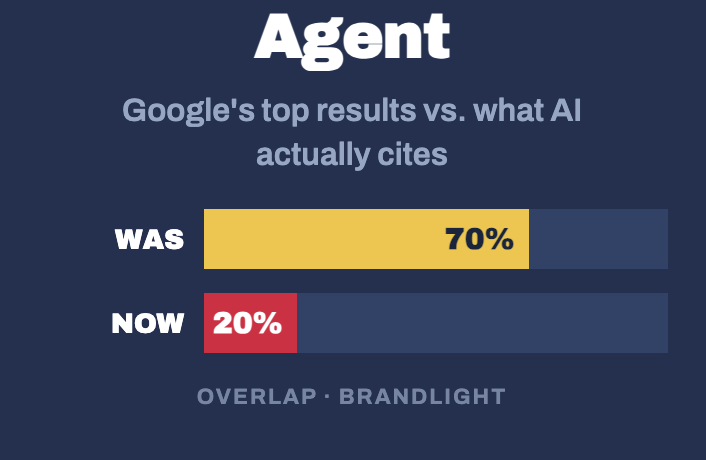 Agent
Google's top results vs. what AI
actually cites
WAS 70%
NOW 20%
OVERLAP · BRANDLIGHT